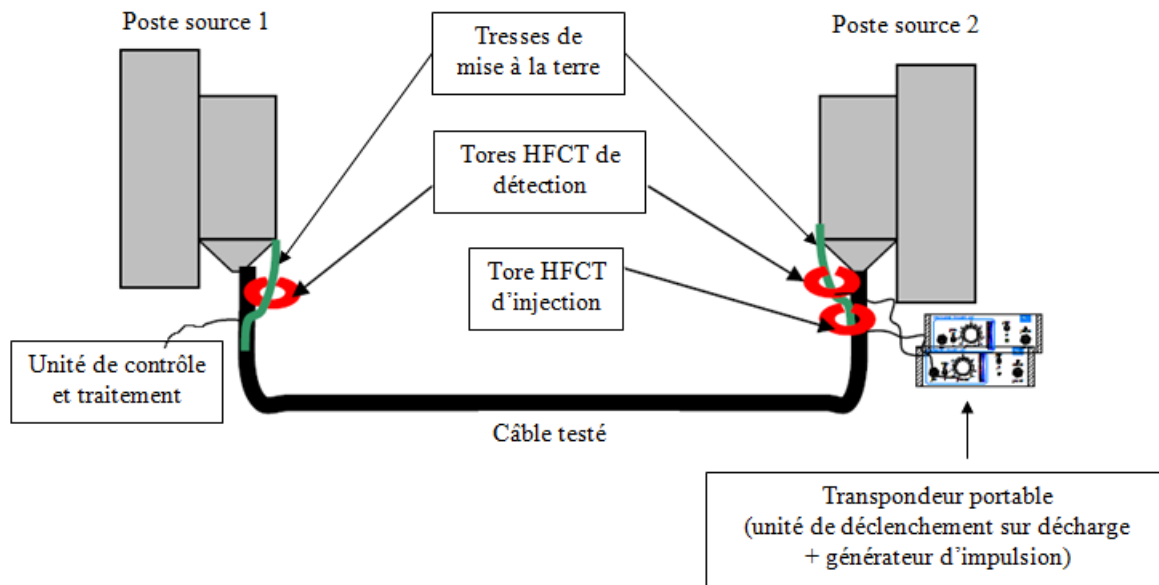 Poste source 1
Poste source 2
Tresses de
mise à la terre
Tores HFCT de
détection
Tore HFCT
d’injection
Unité de contrôle
et traitement
Câble testé
Transpondeur portable
(unité de déclenchement sur décharge
+ générateur d’impulsion)